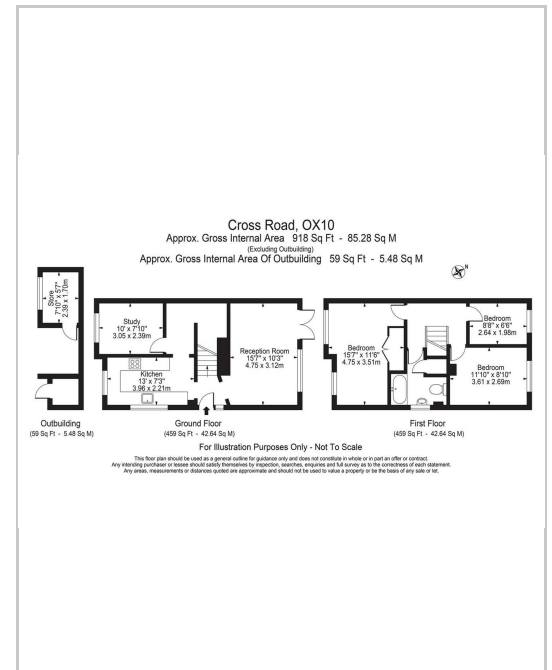 Cross Road, OX10
Approx. Gross Internal Area 918 Sq Ft - 85.28 Sq M
(Excluding Outbuilding)
Approx. Gross Internal Area Of Outbuilding 59 Sq Ft - 5.48 Sq M
N
Store
7'10" x 5'7"
2.39 x 1.70m
Outbuilding
(59 Sq Ft - 5.48 Sq M)
Study
10' x 7'10"
3.05 x 2.39m
Kitchen
13' x 7'3"
3.96 x 2.21m
Reception Room
15'7" x 10'3"
4.75 x 3.12m
Ground Floor
(459 Sq Ft - 42.64 Sq M)
Bedroom
15'7" x 11'6"
4.75 x 3.51m
Bedroom
8'8" x 6'6"
2.64 x 1.98m
Bedroom
11'10" x 8'10"
3.61 x 2.69m
First Floor
(459 Sq Ft - 42.64 Sq M)
For Illustration Purposes Only - Not To Scale
This floor plan should be used as a general outline for guidance only and does not constitute in whole or in part an offer or contract.
Any intending purchaser or lessee should satisfy themselves by inspection, searches, enquiries and full survey as to the correctness of each statement.
Any areas, measurements or distances quoted are approximate and should not be used to value a property or be the basis of any sale or let.